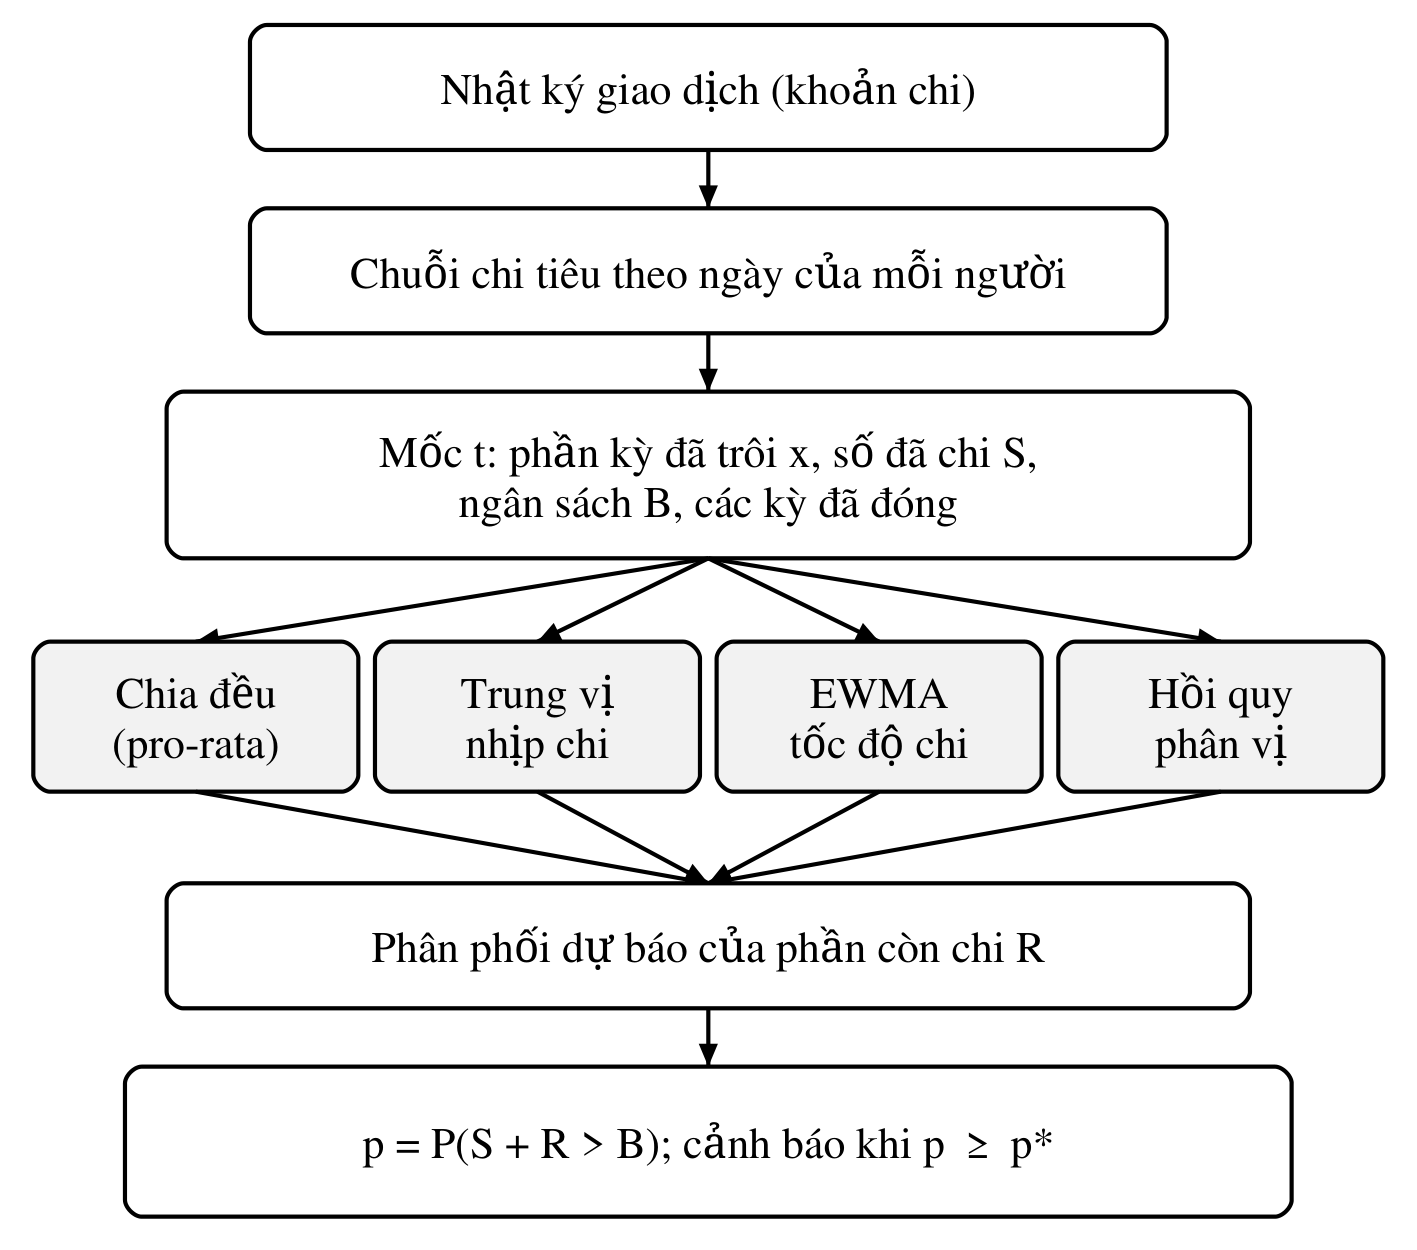 Nhật ký giao dịch (khoản chi)
Chuỗi chi tiêu theo ngày của mỗi người
Mốc t: phần kỳ đã trôi x, số đã chi S,
ngân sách B, các kỳ đã đóng
Chia đều
(pro-rata)
Trung vị
nhịp chi
EWMA
tốc độ chi
Hồi quy
phân vị
Phân phối dự báo của phần còn chi R
p = P(S + R > B); cảnh báo khi p ≥ p*